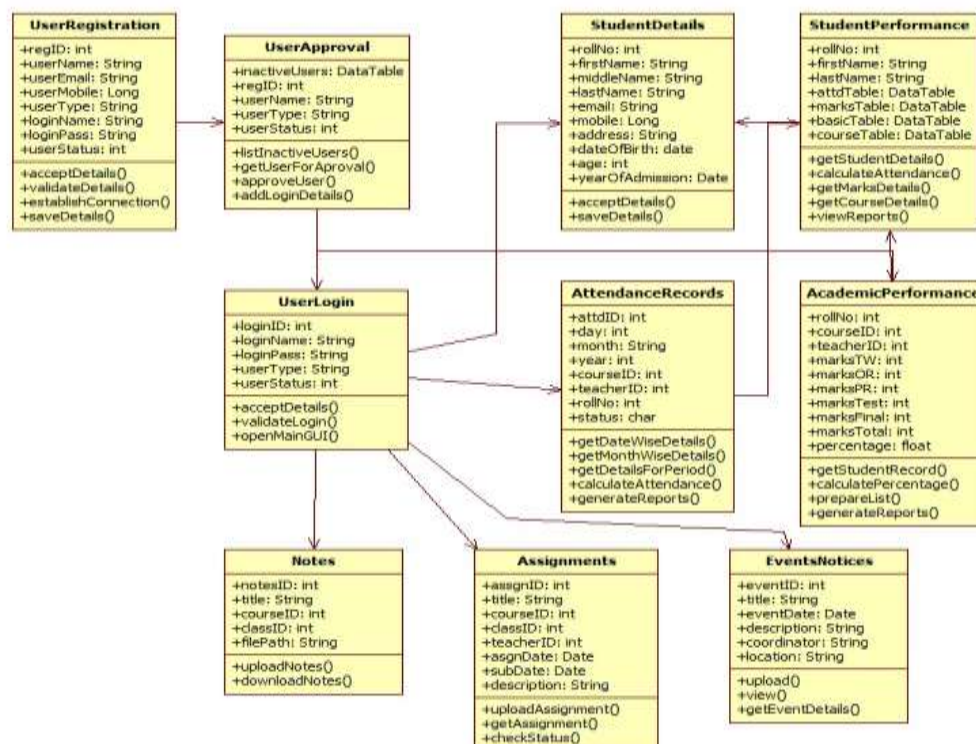 UserRegistration
+regID: int
+userName: String
+userEmail: String
+userMobile: Long
+userType: String
+loginName: String
+loginPass: String
+userStatus: int
+acceptDetails()
+validateDetails()
+establishConnection()
+saveDetails()
UserApproval
+inactiveUsers: DataTable
+regID: int
+userName: String
+userType: String
+userStatus: int
+listInactiveUsers()
+getUserForAproval()
+approveUser()
+addLoginDetails()
StudentDetails
+rollNo: int
+firstName: String
+middleName: String
+lastName: String
+email: String
+mobile: Long
+address: String
+dateOfBirth: date
+age: int
+yearOfAdmission: Date
+acceptDetails()
+saveDetails()
StudentPerformance
+rollNo: int
+firstName: String
+lastName: String
+attdTable: DataTable
+marksTable: DataTable
+basicTable: DataTable
+courseTable: DataTable
+getStudentDetails()
+calculateAttendance()
+getMarksDetails()
+getCourseDetails()
+viewReports()
UserLogin
+loginID: int
+loginName: String
+loginPass: String
+userType: String
+userStatus: int
+acceptDetails()
+validateLogin()
+openMainGUI()
AttendanceRecords
+attdID: int
+day: int
+month: String
+year: int
+courseID: int
+teacherID: int
+rollNo: int
+status: char
+getDateWiseDetails()
+getMonthWiseDetails()
+getDetailsForPeriod()
+calculateAttendance()
+generateReports()
AcademicPerformance
+rollNo: int
+courseID: int
+teacherID: int
+marksTW: int
+marksOR: int
+marksPR: int
+marksTest: int
+marksFinal: int
+marksTotal: int
+percentage: float
+getStudentRecord()
+calculatePercentage()
+prepareList()
+generateReports()
Notes
+notesID: int
+title: String
+courseID: int
+classID: int
+filePath: String
+uploadNotes()
+downloadNotes()
Assignments
+assgnID: int
+title: String
+courseID: int
+classID: int
+teacherID: int
+asgnDate: Date
+subDate: Date
+description: String
+uploadAssignment()
+getAssignment()
+checkStatus()
EventsNotices
+eventID: int
+title: String
+eventDate: Date
+description: String
+coordinator: String
+location: String
+upload()
+view()
+getEventDetails()